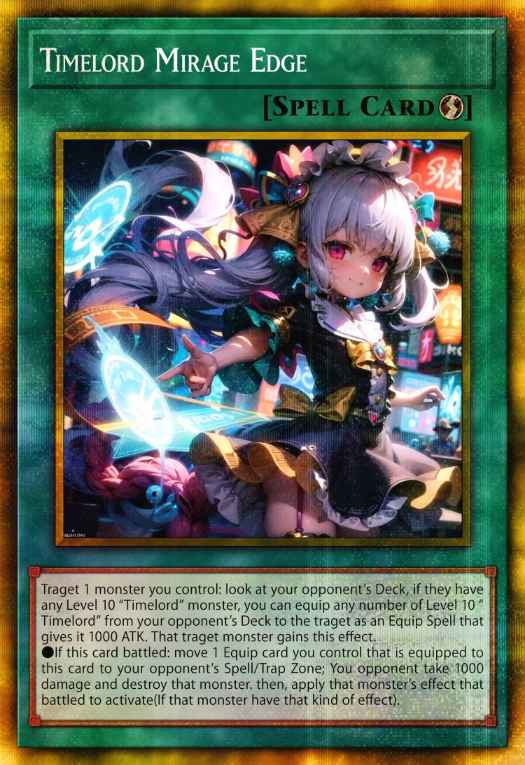 Timelord Mirage Edge
[Spell Card]
Traget 1 monster you control: look at your opponent's Deck, if they have
any Level 10 "Timelord" monster, you can equip any number of Level 10 "
Timelord" from your opponent's Deck to the traget as an Equip Spell that
gives it 1000 ATK. That traget monster gains this effect.
●If this card battled: move 1 Equip card you control that is equipped to
this card to your opponent's Spell/Trap Zone; You opponent take 1000
damage and destroy that monster. then, apply that monster's effect that
battled to activate(If that monster have that kind of effect).